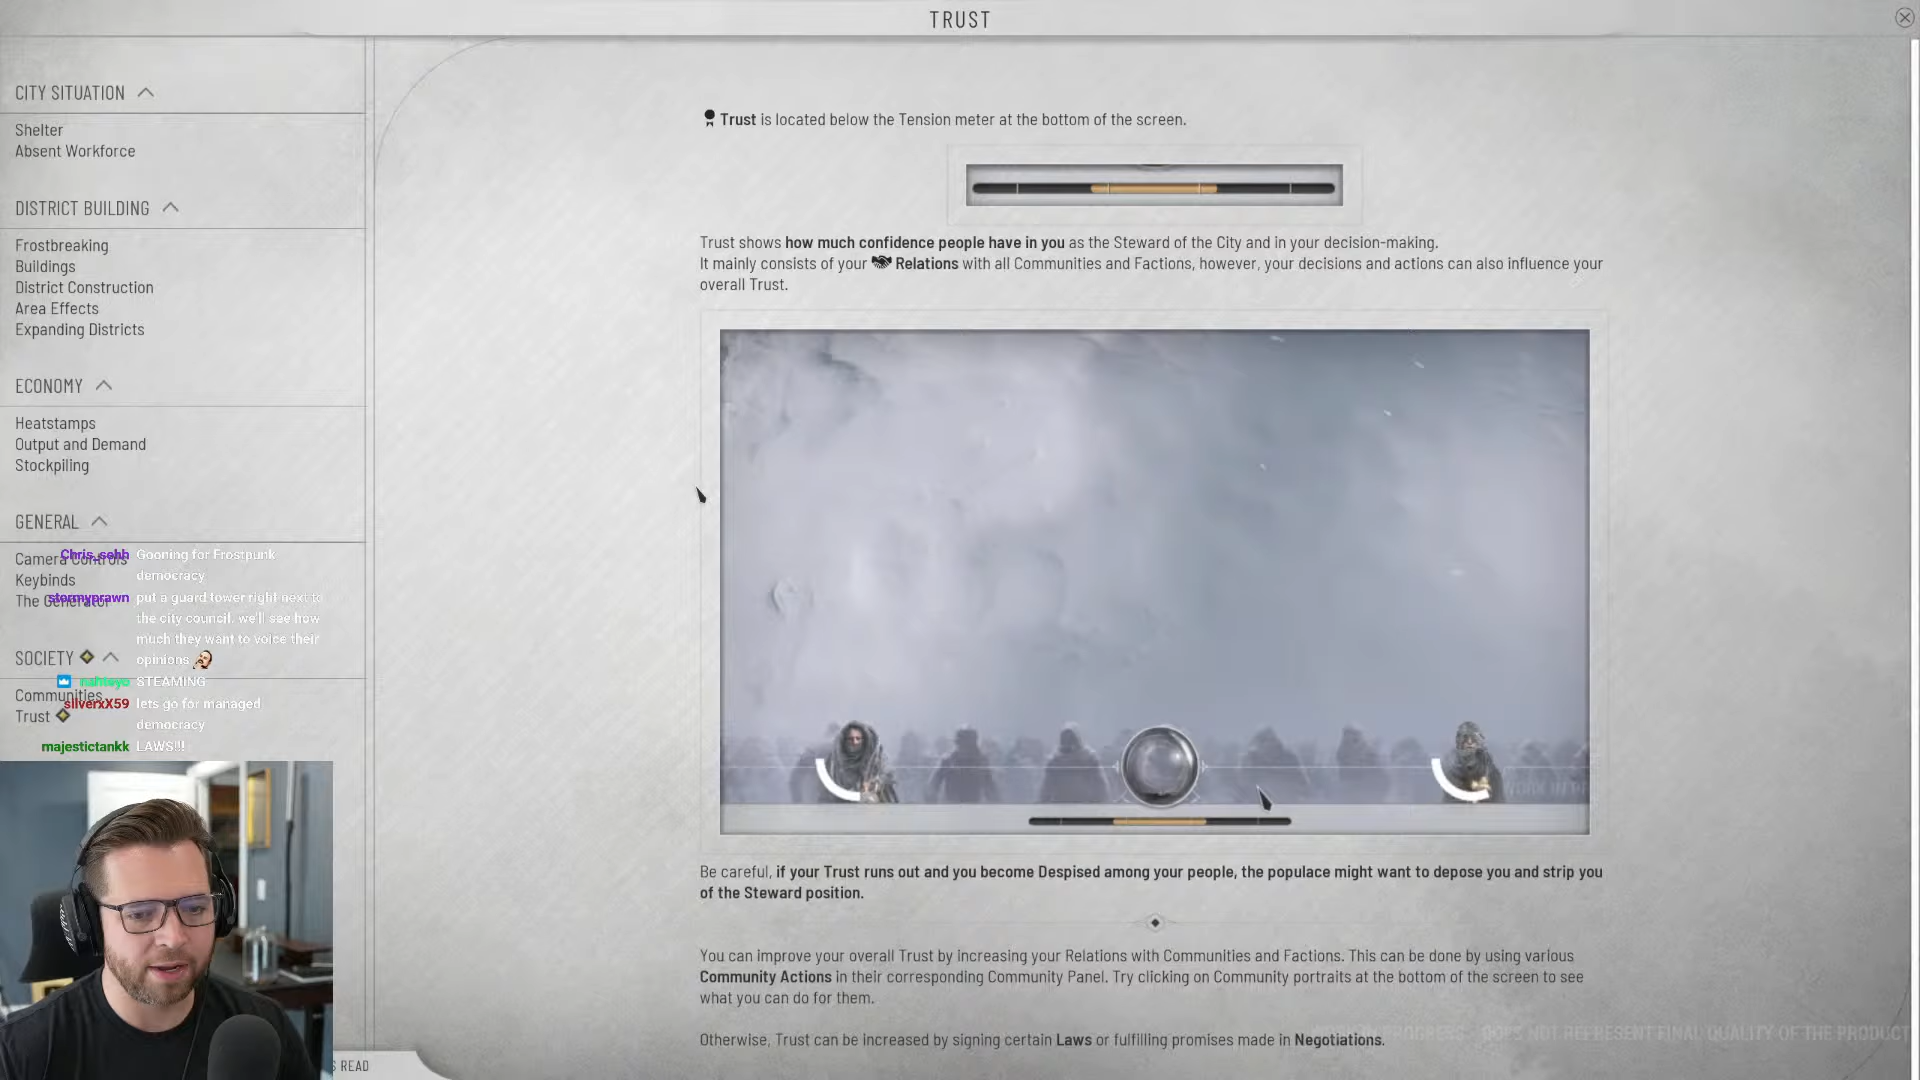 TRUST
CITY SITUATION
Shelter
Absent Workforce
DISTRICT BUILDING
Frostbreaking
Buildings
District Construction
Area Effects
Expanding Districts
ECONOMY
Heatstamps
Output and Demand
Stockpiling
GENERAL
Camera Controls
Keybinds
The Generator
SOCIETY
Communities
Trust
Chris_sehh Gooning for Frostpunk
democracy
stormyprawn put a guard tower right next to
the city council. we'll see how
much they want to voice their
opinions
nahteyo STEAMING
silverxX59 lets go for managed
democracy
majestictankk LAWS!!!
READ
Trust is located below the Tension meter at the bottom of the screen.
Trust shows how much confidence people have in you as the Steward of the City and in your decision-making.
It mainly consists of your Relations with all Communities and Factions, however, your decisions and actions can also influence your
overall Trust.
Be careful, if your Trust runs out and you become Despised among your people, the populace might want to depose you and strip you
of the Steward position.
You can improve your overall Trust by increasing your Relations with Communities and Factions. This can be done by using various
Community Actions in their corresponding Community Panel. Try clicking on Community portraits at the bottom of the screen to see
what you can do for them.
Otherwise, Trust can be increased by signing certain Laws or fulfilling promises made in Negotiations.
PROGRESS - DOES NOT REPRESENT FINAL QUALITY OF THE PRODUCT